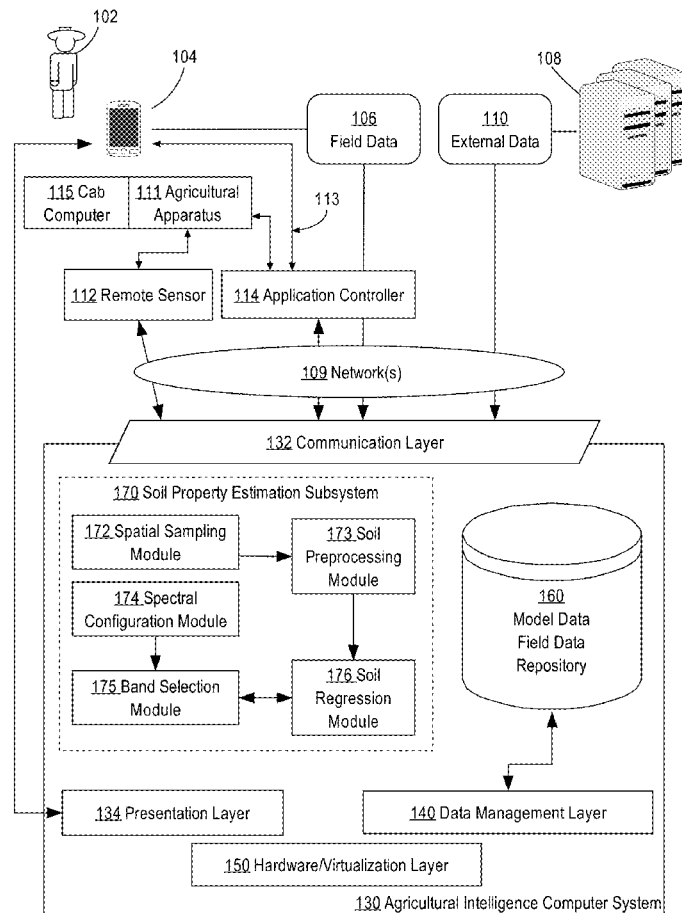 102
104
108
106
Field Data
110
External Data
115 Cab
Computer
111 Agricultural
Apparatus
113
112 Remote Sensor
114 Application Controller
109 Network(s)
132 Communication Layer
170 Soil Property Estimation Subsystem
172 Spatial Sampling
Module
173 Soil
Preprocessing
Module
174 Spectral
Configuration Module
175 Band Selection
Module
176 Soil
Regression
Module
160
Model Data
Field Data
Repository
134 Presentation Layer
140 Data Management Layer
150 Hardware/Virtualization Layer
130 Agricultural Intelligence Computer System